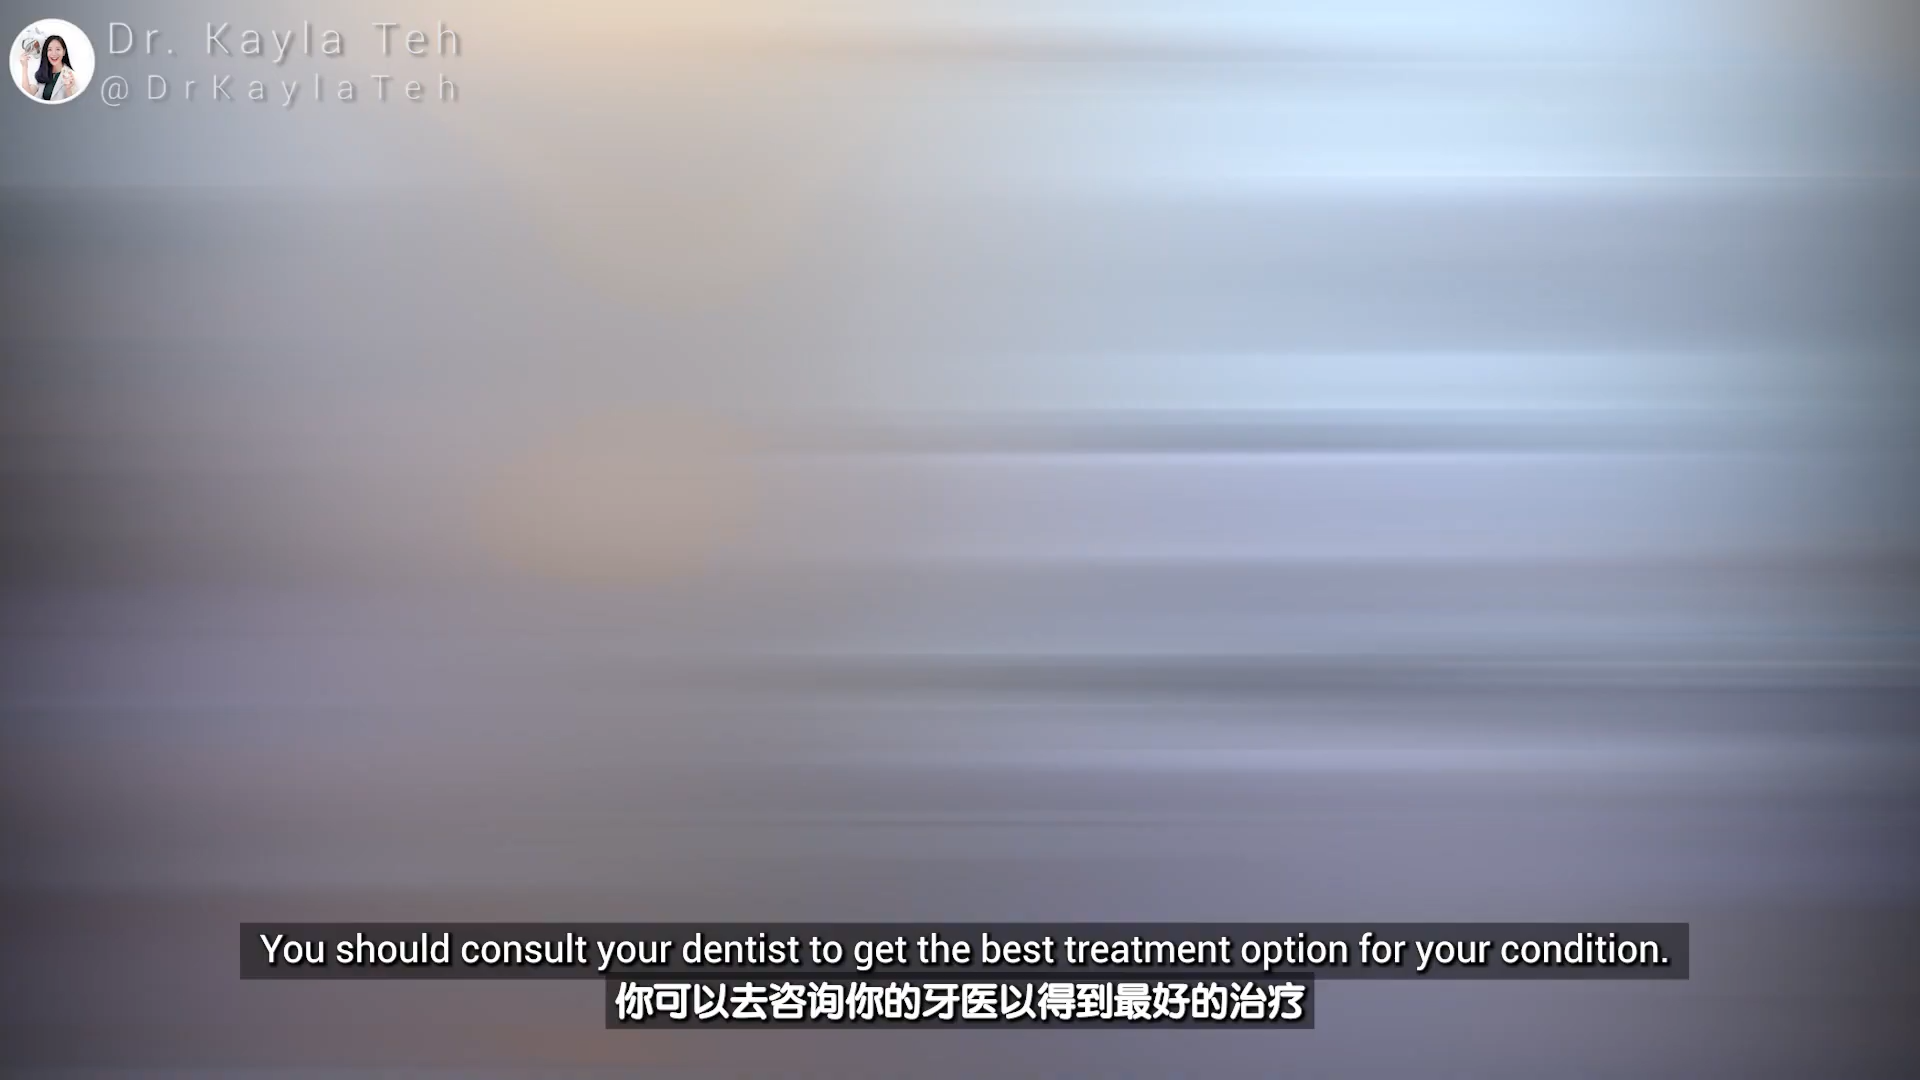 Dr. Kayla Teh
@DrKaylaTeh
You should consult your dentist to get the best treatment option for your condition.
你可以去咨询你的牙医以得到最好的治疗